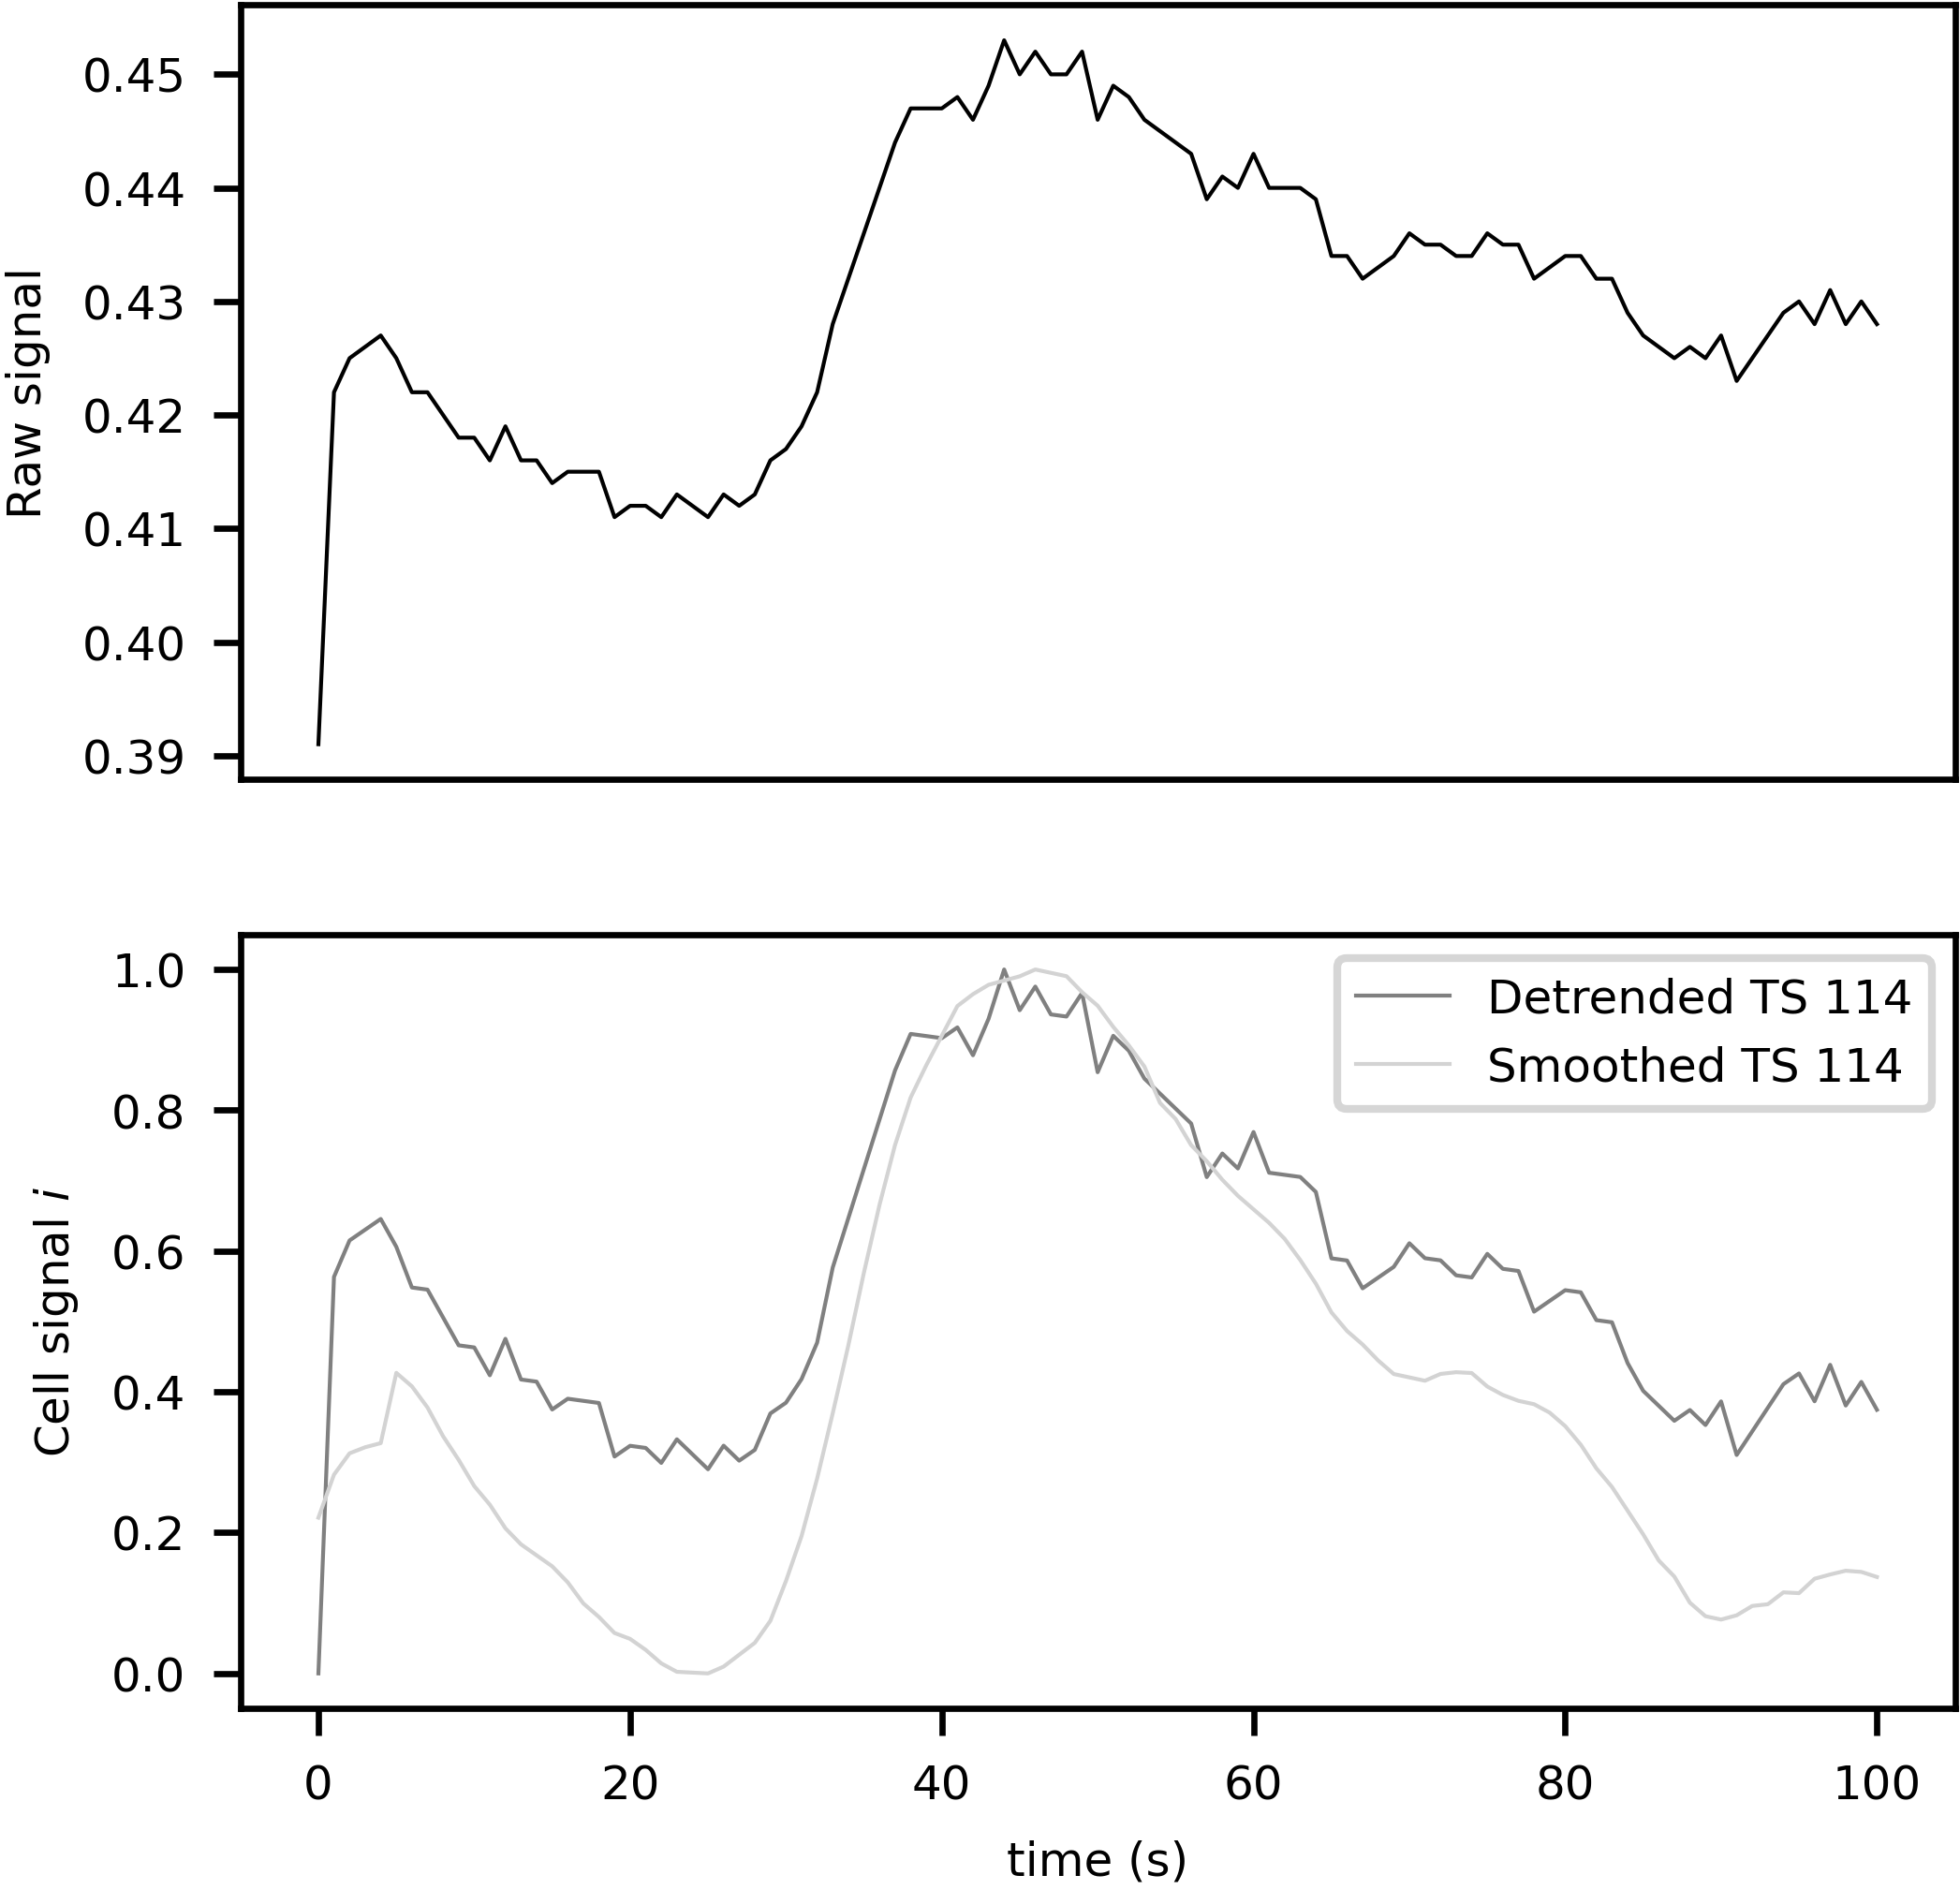 Raw signal
0.45
0.44
0.43
0.42
0.41
0.40
0.39
Cell signal i
1.0
0.8
0.6
0.4
0.2
0.0
Detrended TS 114
Smoothed TS 114
0 20 40 60 80 100
time (s)